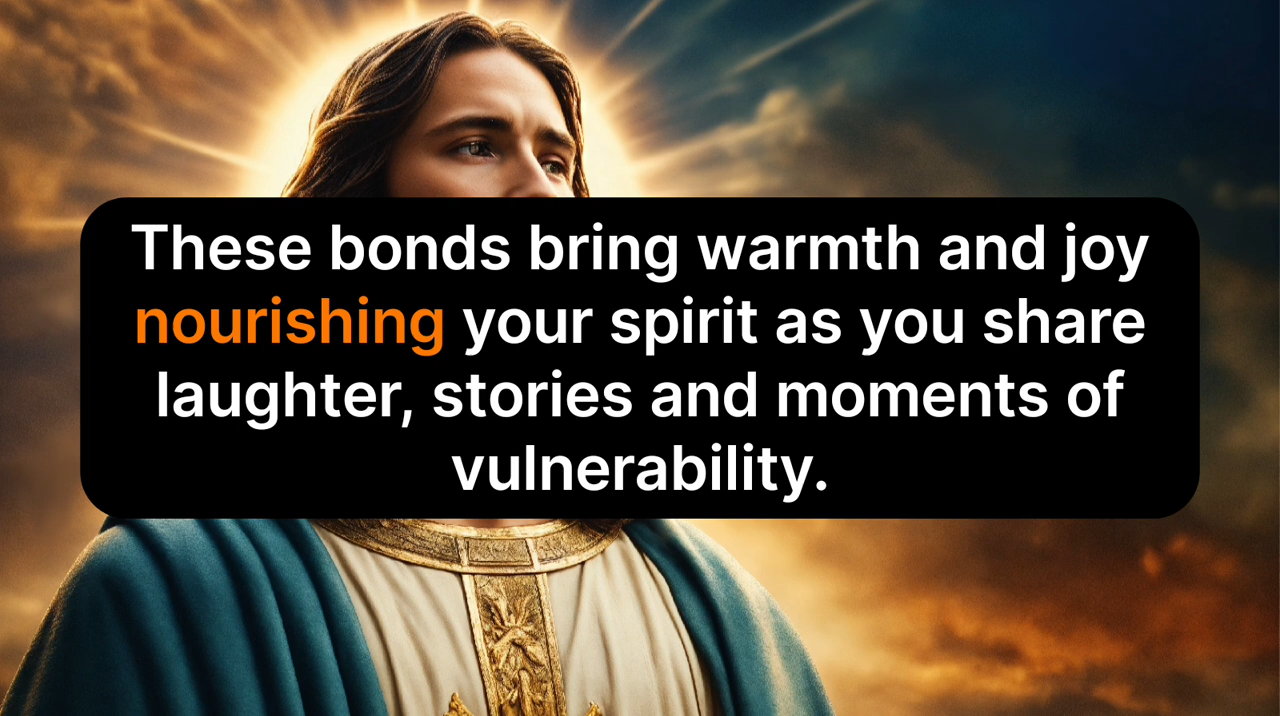 These bonds bring warmth and joy
nourishing your spirit as you share
laughter, stories and moments of
vulnerability.